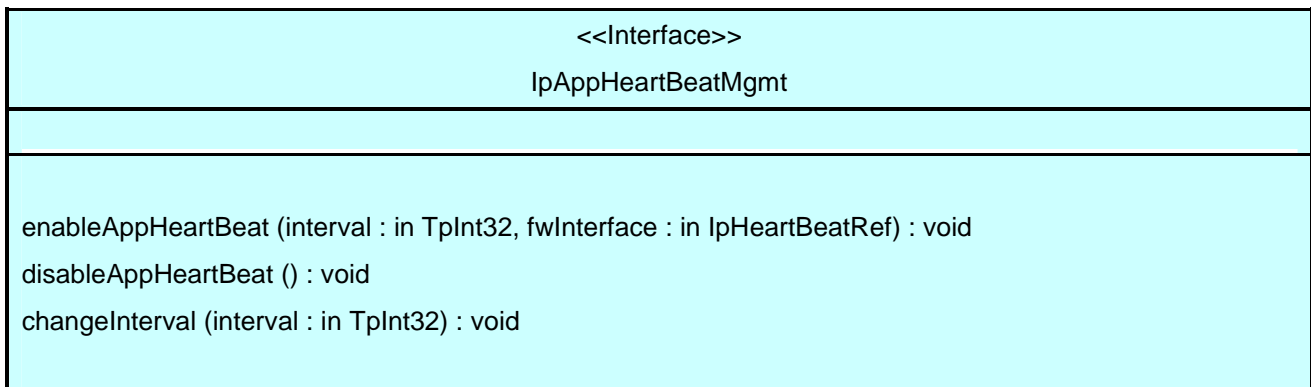 <<Interface>>
IpAppHeartBeatMgmt
enableAppHeartBeat (interval : in TpInt32, fwInterface : in IpHeartBeatRef) : void
disableAppHeartBeat () : void
changeInterval (interval : in TpInt32) : void